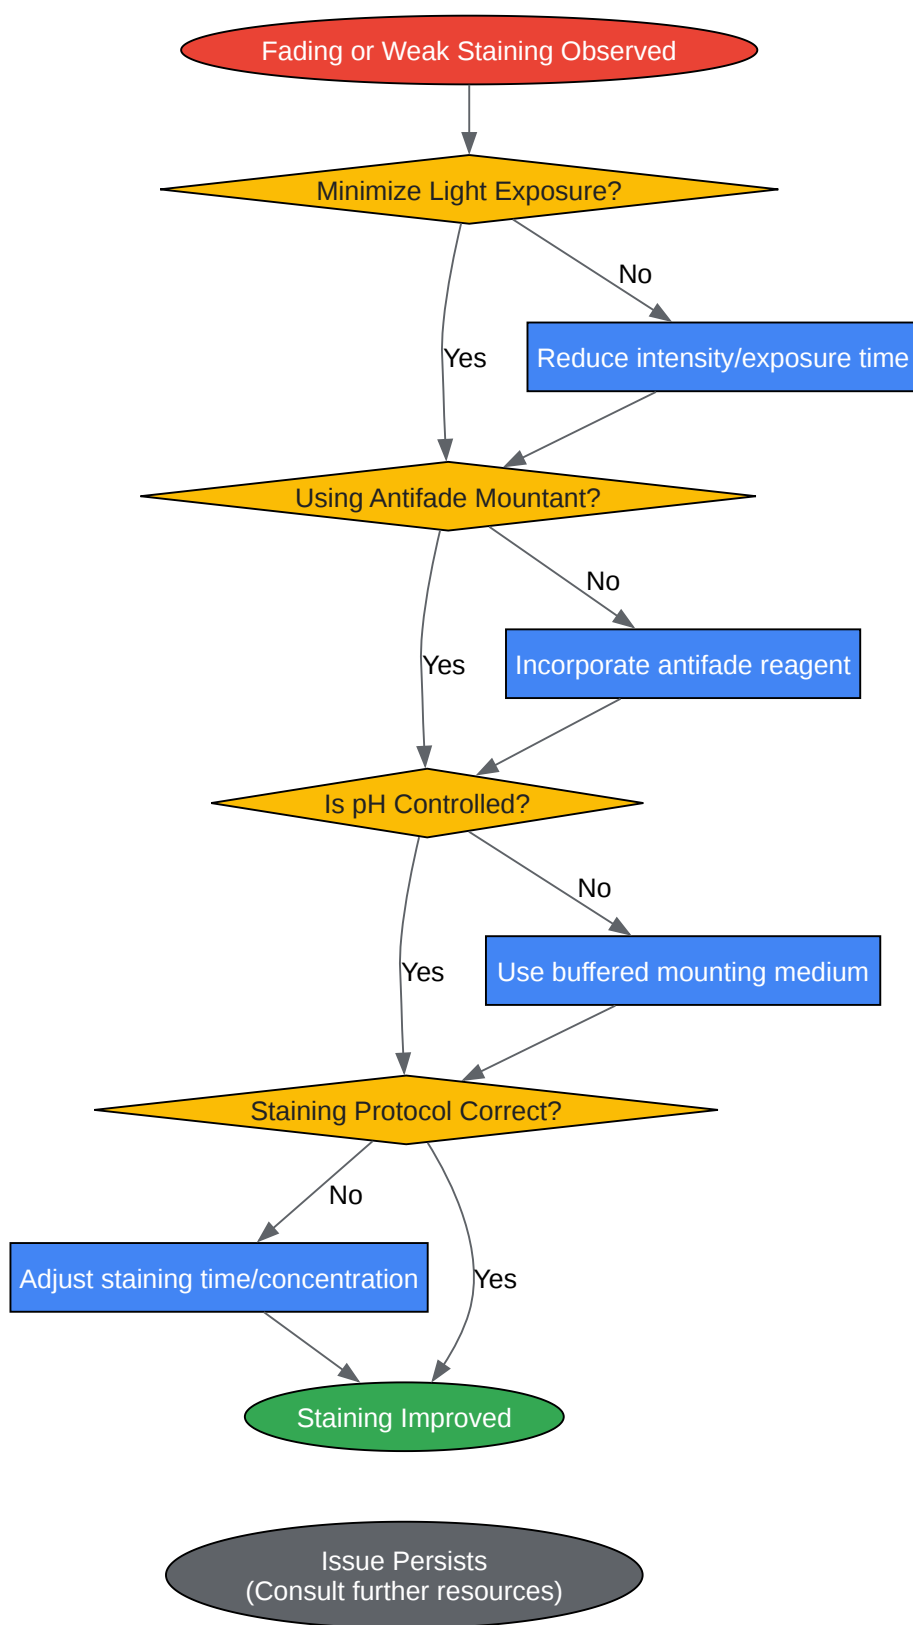 Fading or Weak Staining Observed
Minimize Light Exposure?
No
Yes
Reduce intensity/exposure time
Using Antifade Mountant?
No
Yes
Incorporate antifade reagent
Is pH Controlled?
No
Yes
Use buffered mounting medium
Staining Protocol Correct?
No
Adjust staining time/concentration
Yes
Staining Improved
Issue Persists
(Consult further resources)